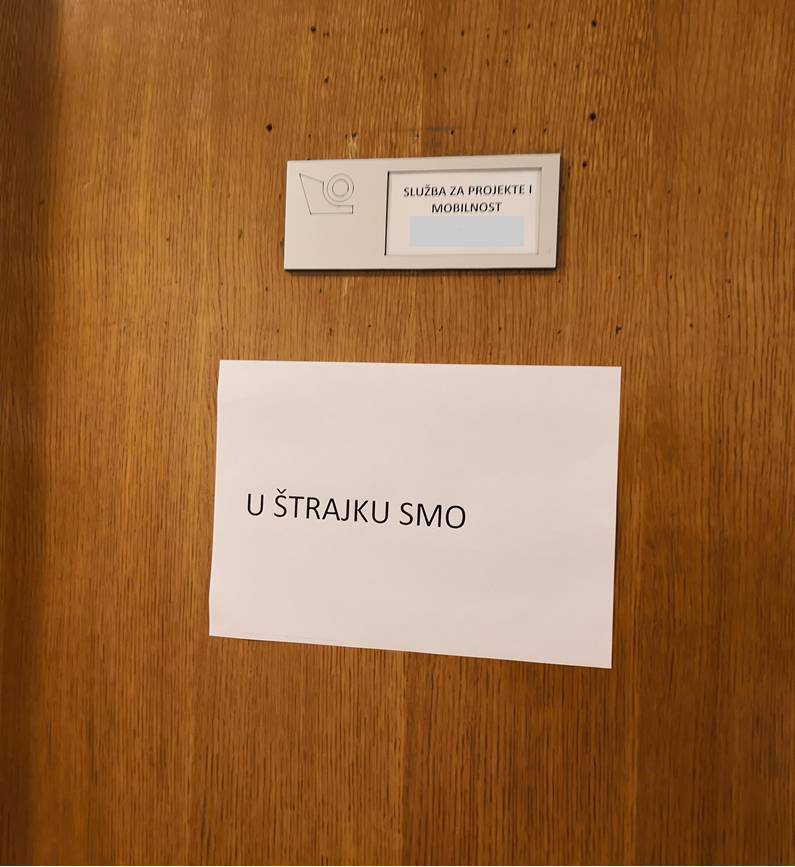 SLUŽBA ZA PROJEKTE I
MOBILNOST
U ŠTRAJKU SMO